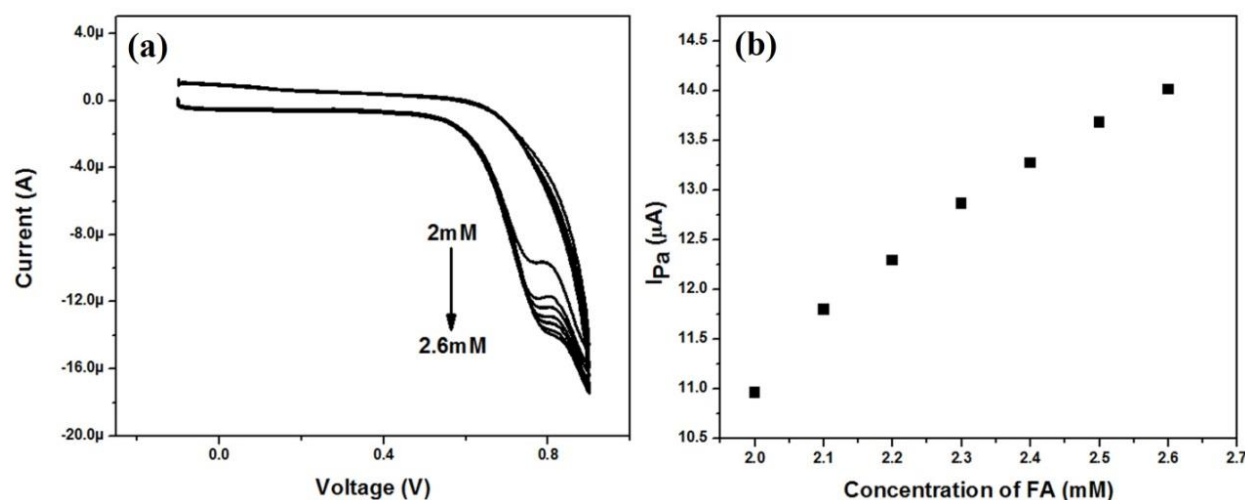 (a)
4.0µ
0.0
-4.0µ
-8.0µ
-12.0µ
-16.0µ
-20.0µ
Current (A)
2mM
2.6mM
0.0 0.4 0.8
Voltage (V)
(b)
14.5
14.0
13.5
13.0
12.5
12.0
11.5
11.0
10.5
IPa (µA)
2.0 2.1 2.2 2.3 2.4 2.5 2.6 2.7
Concentration of FA (mM)